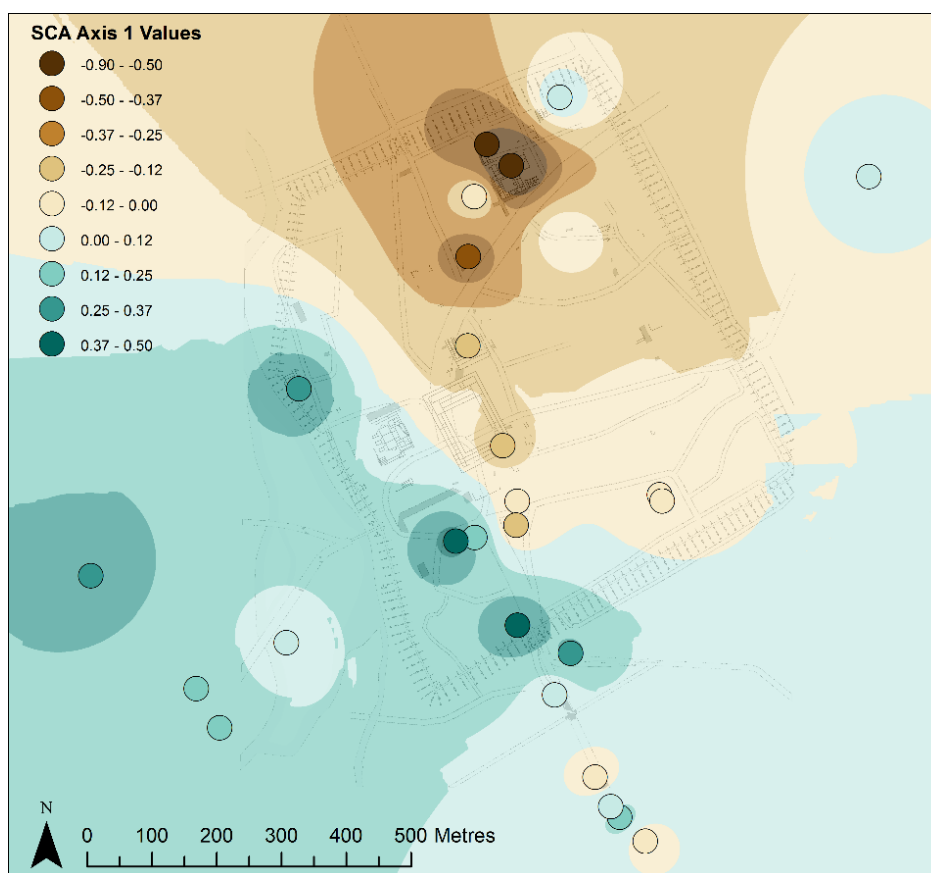 SCA Axis 1 Values
-0.90 - -0.50
-0.50 - -0.37
-0.37 - -0.25
-0.25 - -0.12
-0.12 - 0.00
0.00 - 0.12
0.12 - 0.25
0.25 - 0.37
0.37 - 0.50
N
0 100 200 300 400 500 Metres